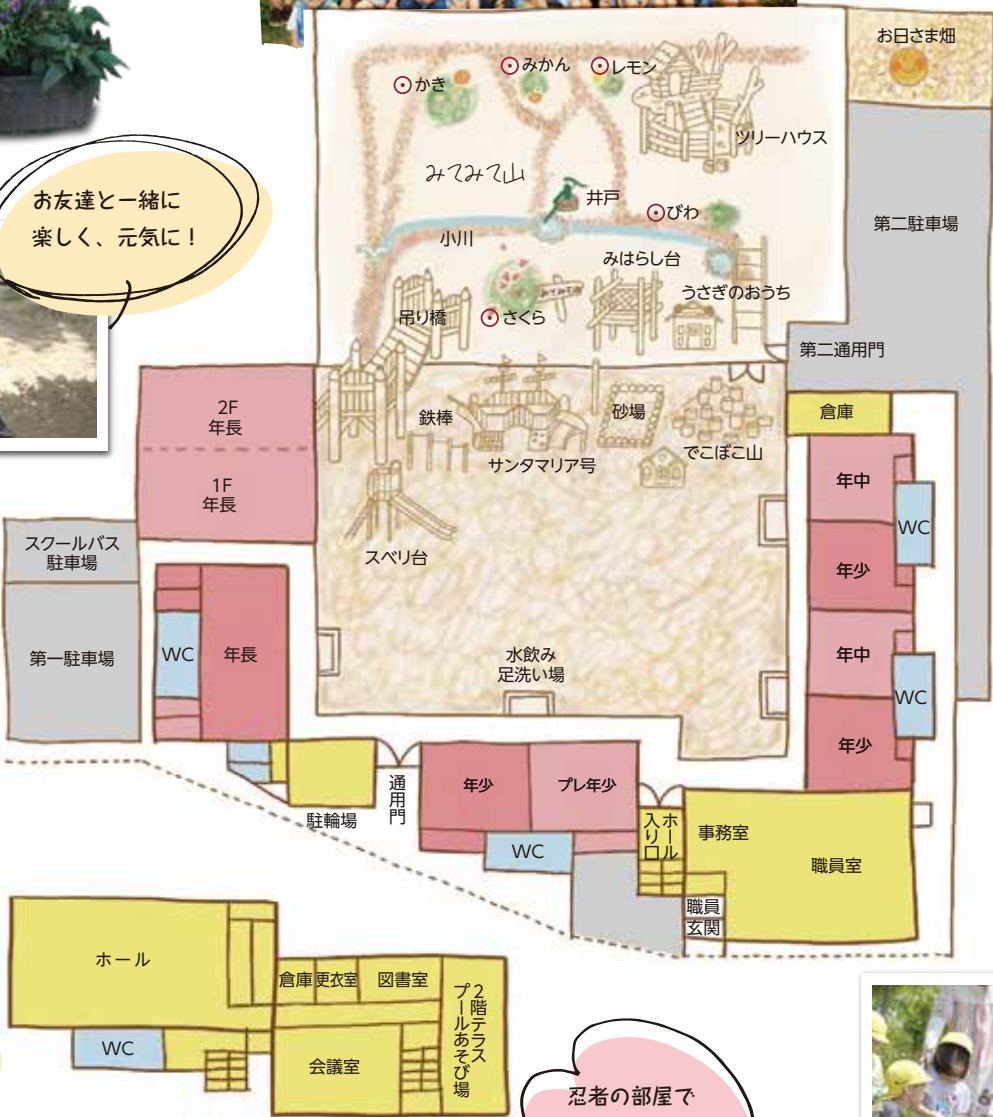 お日さま畑
かき
みかん
レモン
ツリーハウス
みてみて山
井戸
びわ
小川
お友達と一緒に
楽しく、元気に！
第二駐車場
みはらし台
うさぎのおうち
みてみて山
吊り橋
さくら
第二通用門
2F
年長
1F
年長
鉄棒
サンタマリア号
砂場
でこぼこ山
倉庫
年中
WC
年少
スクールバス
駐車場
スベリ台
第一駐車場
WC
年長
水飲み
足洗い場
年中
WC
年少
駐輪場
通用門
年少
プレ年少
WC
ホール
入り口
事務室
職員室
職員
玄関
ホール
WC
倉庫
更衣室
図書室
会議室
2階テラス
プールあそび場
忍者の部屋で